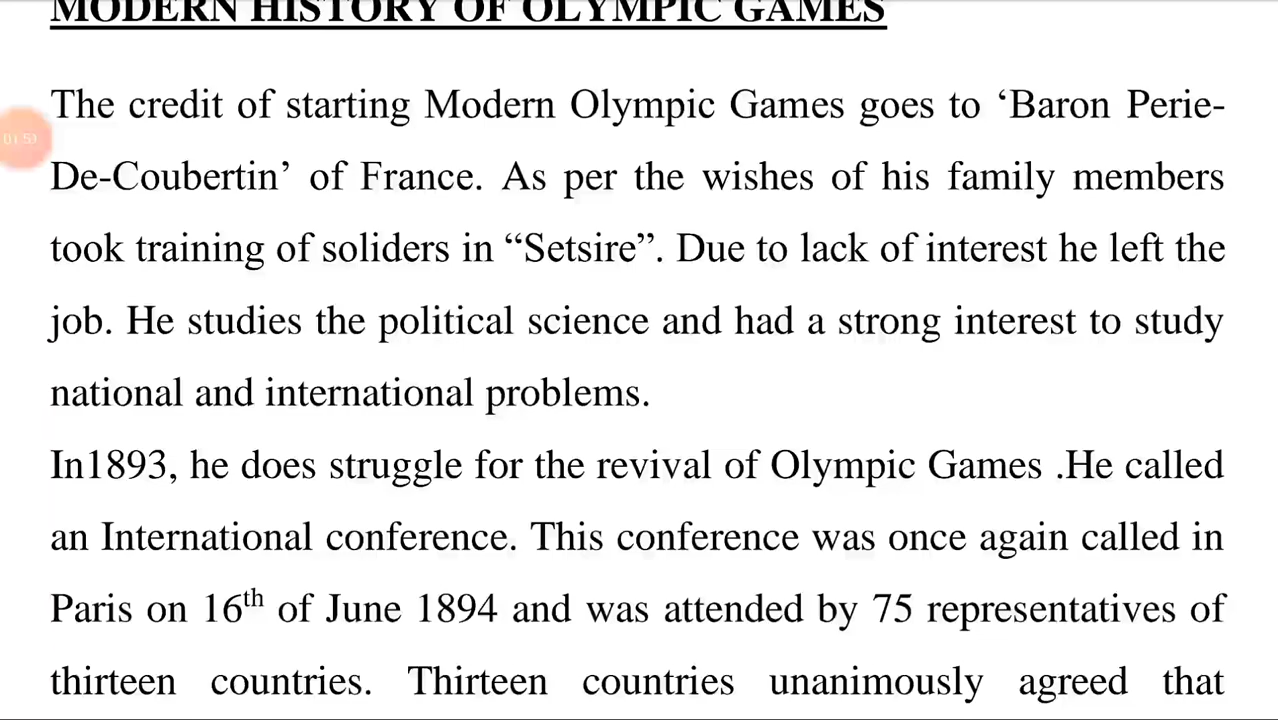 MODERN HISTORY OF OLYMPIC GAMES
The credit of starting Modern Olympic Games goes to ‘Baron Perie-
De-Coubertin’ of France. As per the wishes of his family members
01:53
took training of soliders in “Setsire”. Due to lack of interest he left the
job. He studies the political science and had a strong interest to study
national and international problems.
In1893, he does struggle for the revival of Olympic Games .He called
an International conference. This conference was once again called in
Paris on 16th of June 1894 and was attended by 75 representatives of
thirteen countries. Thirteen countries unanimously agreed that